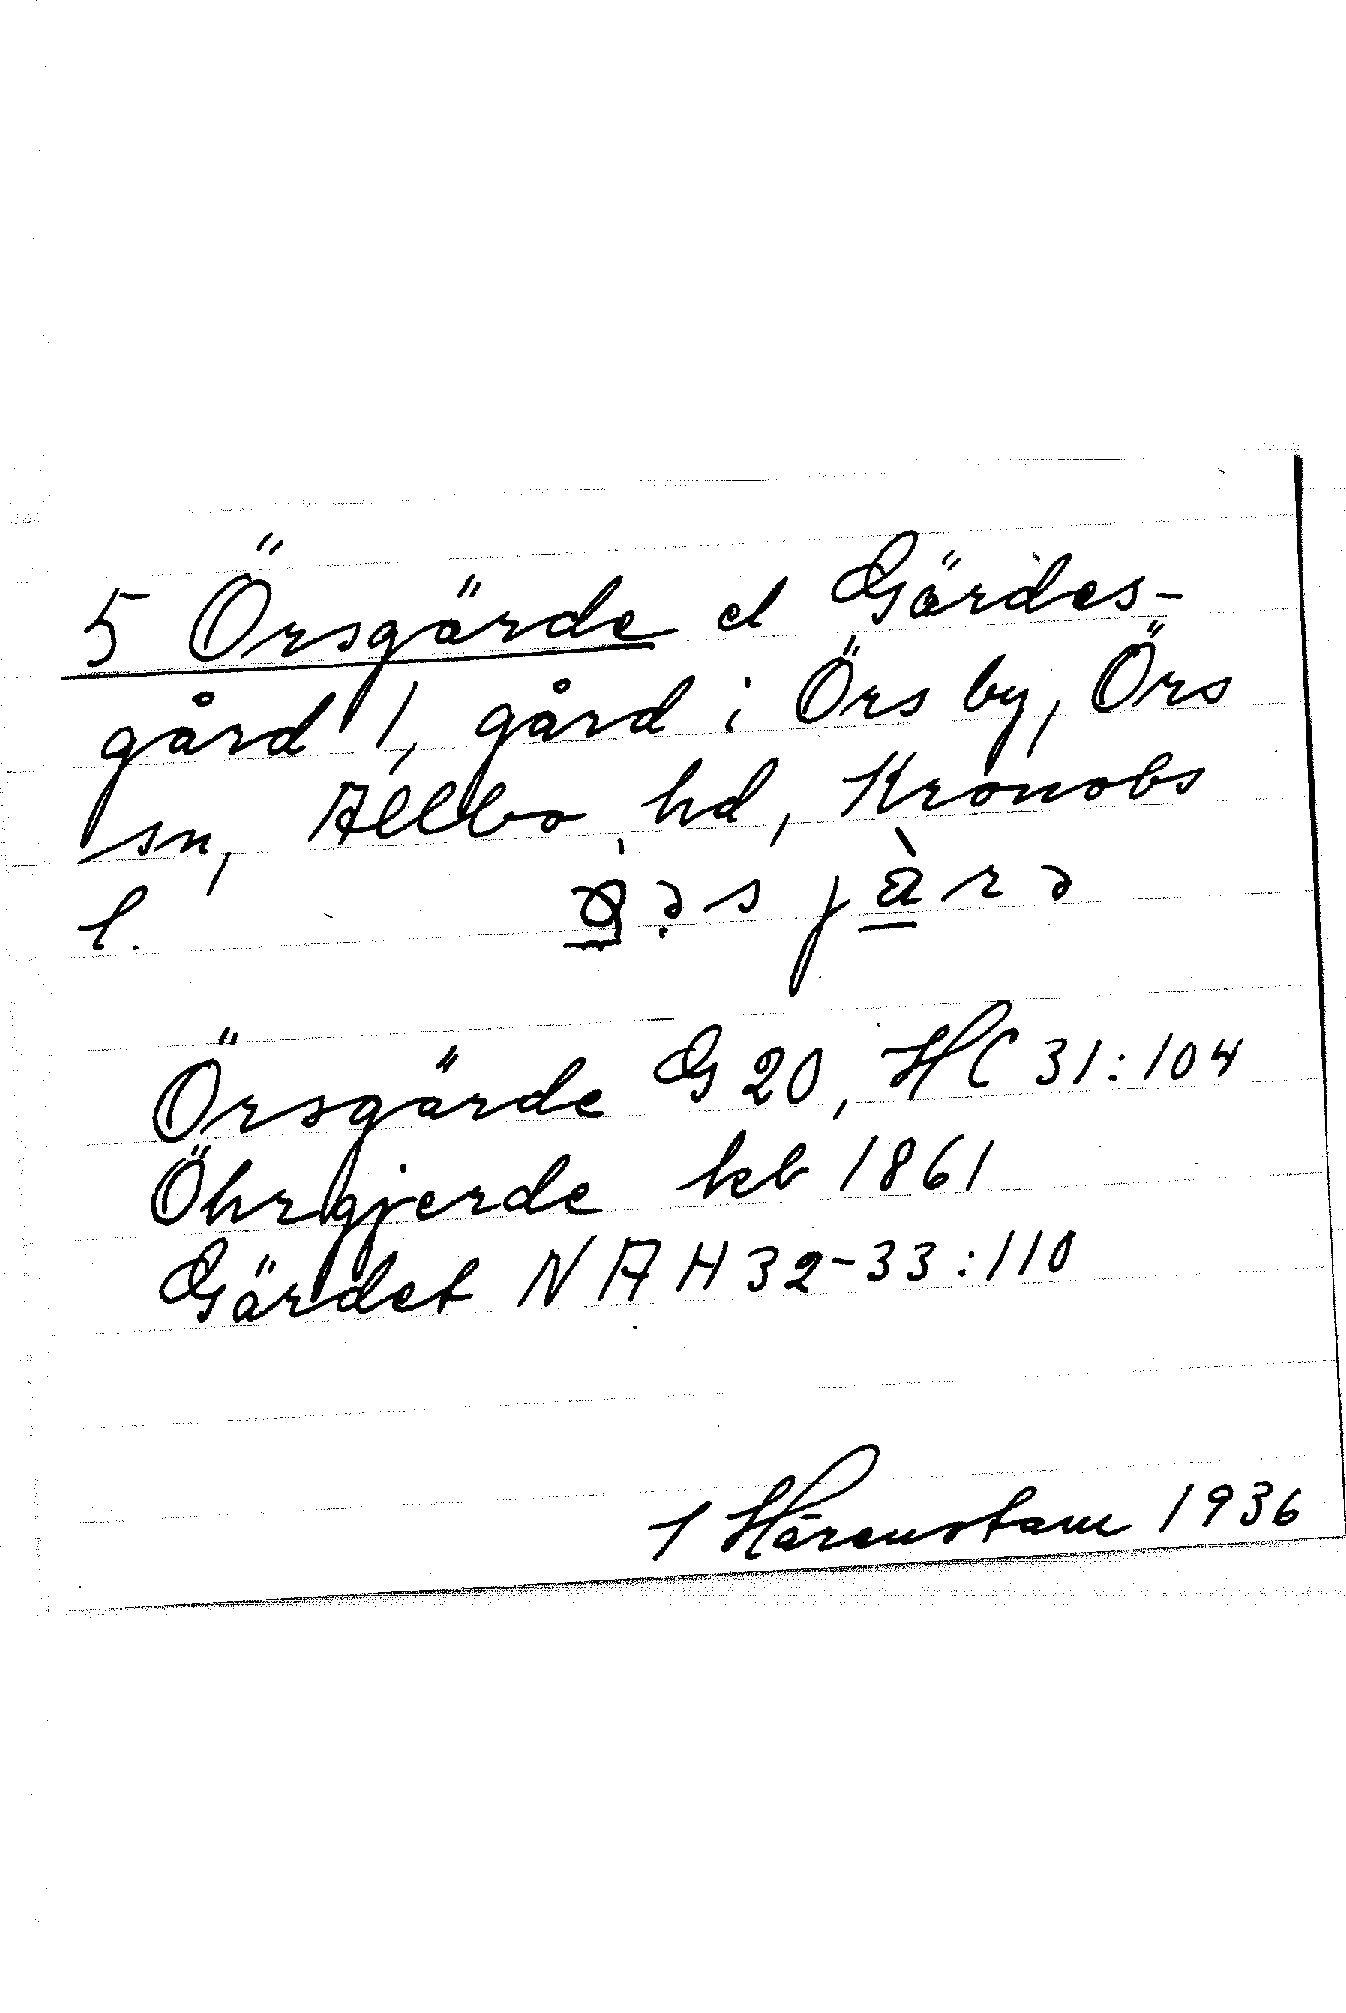 5 Örsgärde el Gärdes-
gård 1, gård i Örs by, Örs
sn, Allbo hd, Kronobs
l.
Örsgärde G 20, HC 31:104
Öhrgjerde kb 1861
Gärdet NAH 32-33:110
I Härenstam 1936